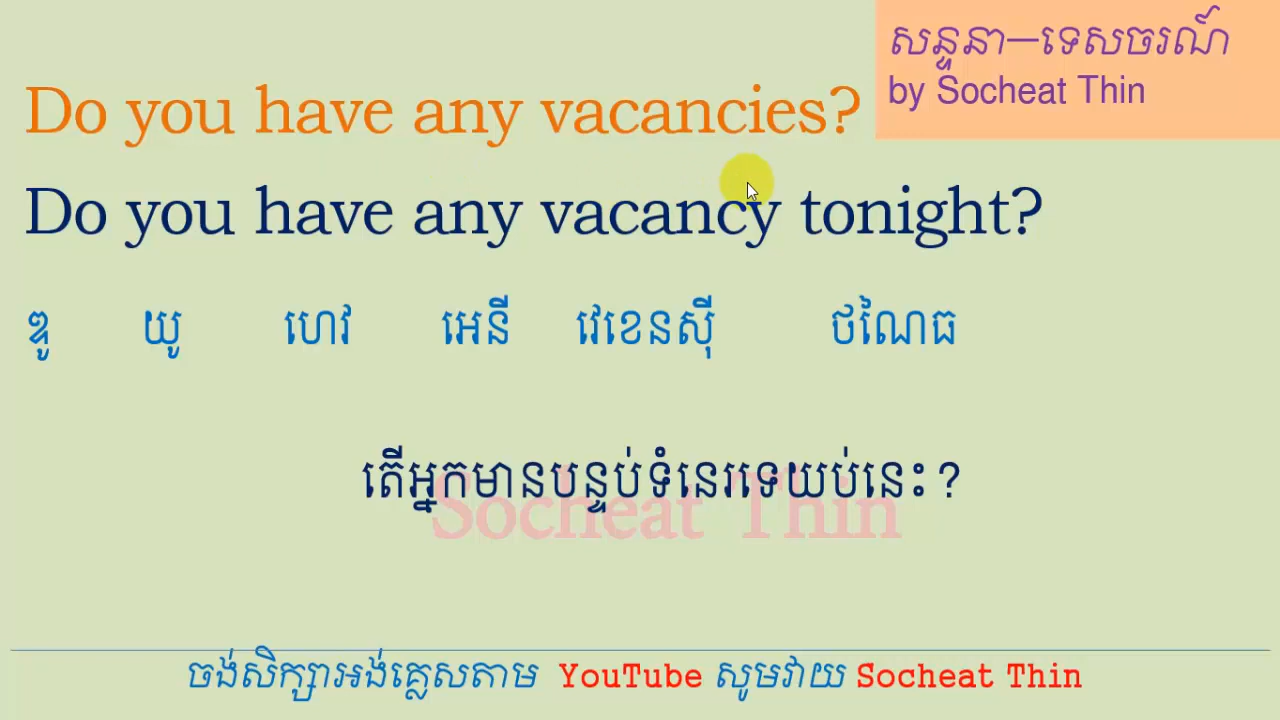 សន្ទនា–ទេសចរណ៍
by Socheat Thin
Do you have any vacancies?
Do you have any vacancy tonight?
ឌូ យូ ហេវ អេនី វេខេនស៊ី ថណៃធ
តើអ្នកមានបន្ទប់ទំនេរទេយប់នេះ?
Socheat Thin
ចង់សិក្សាអង់គ្លេសតាម YouTube សូមវាយ Socheat Thin